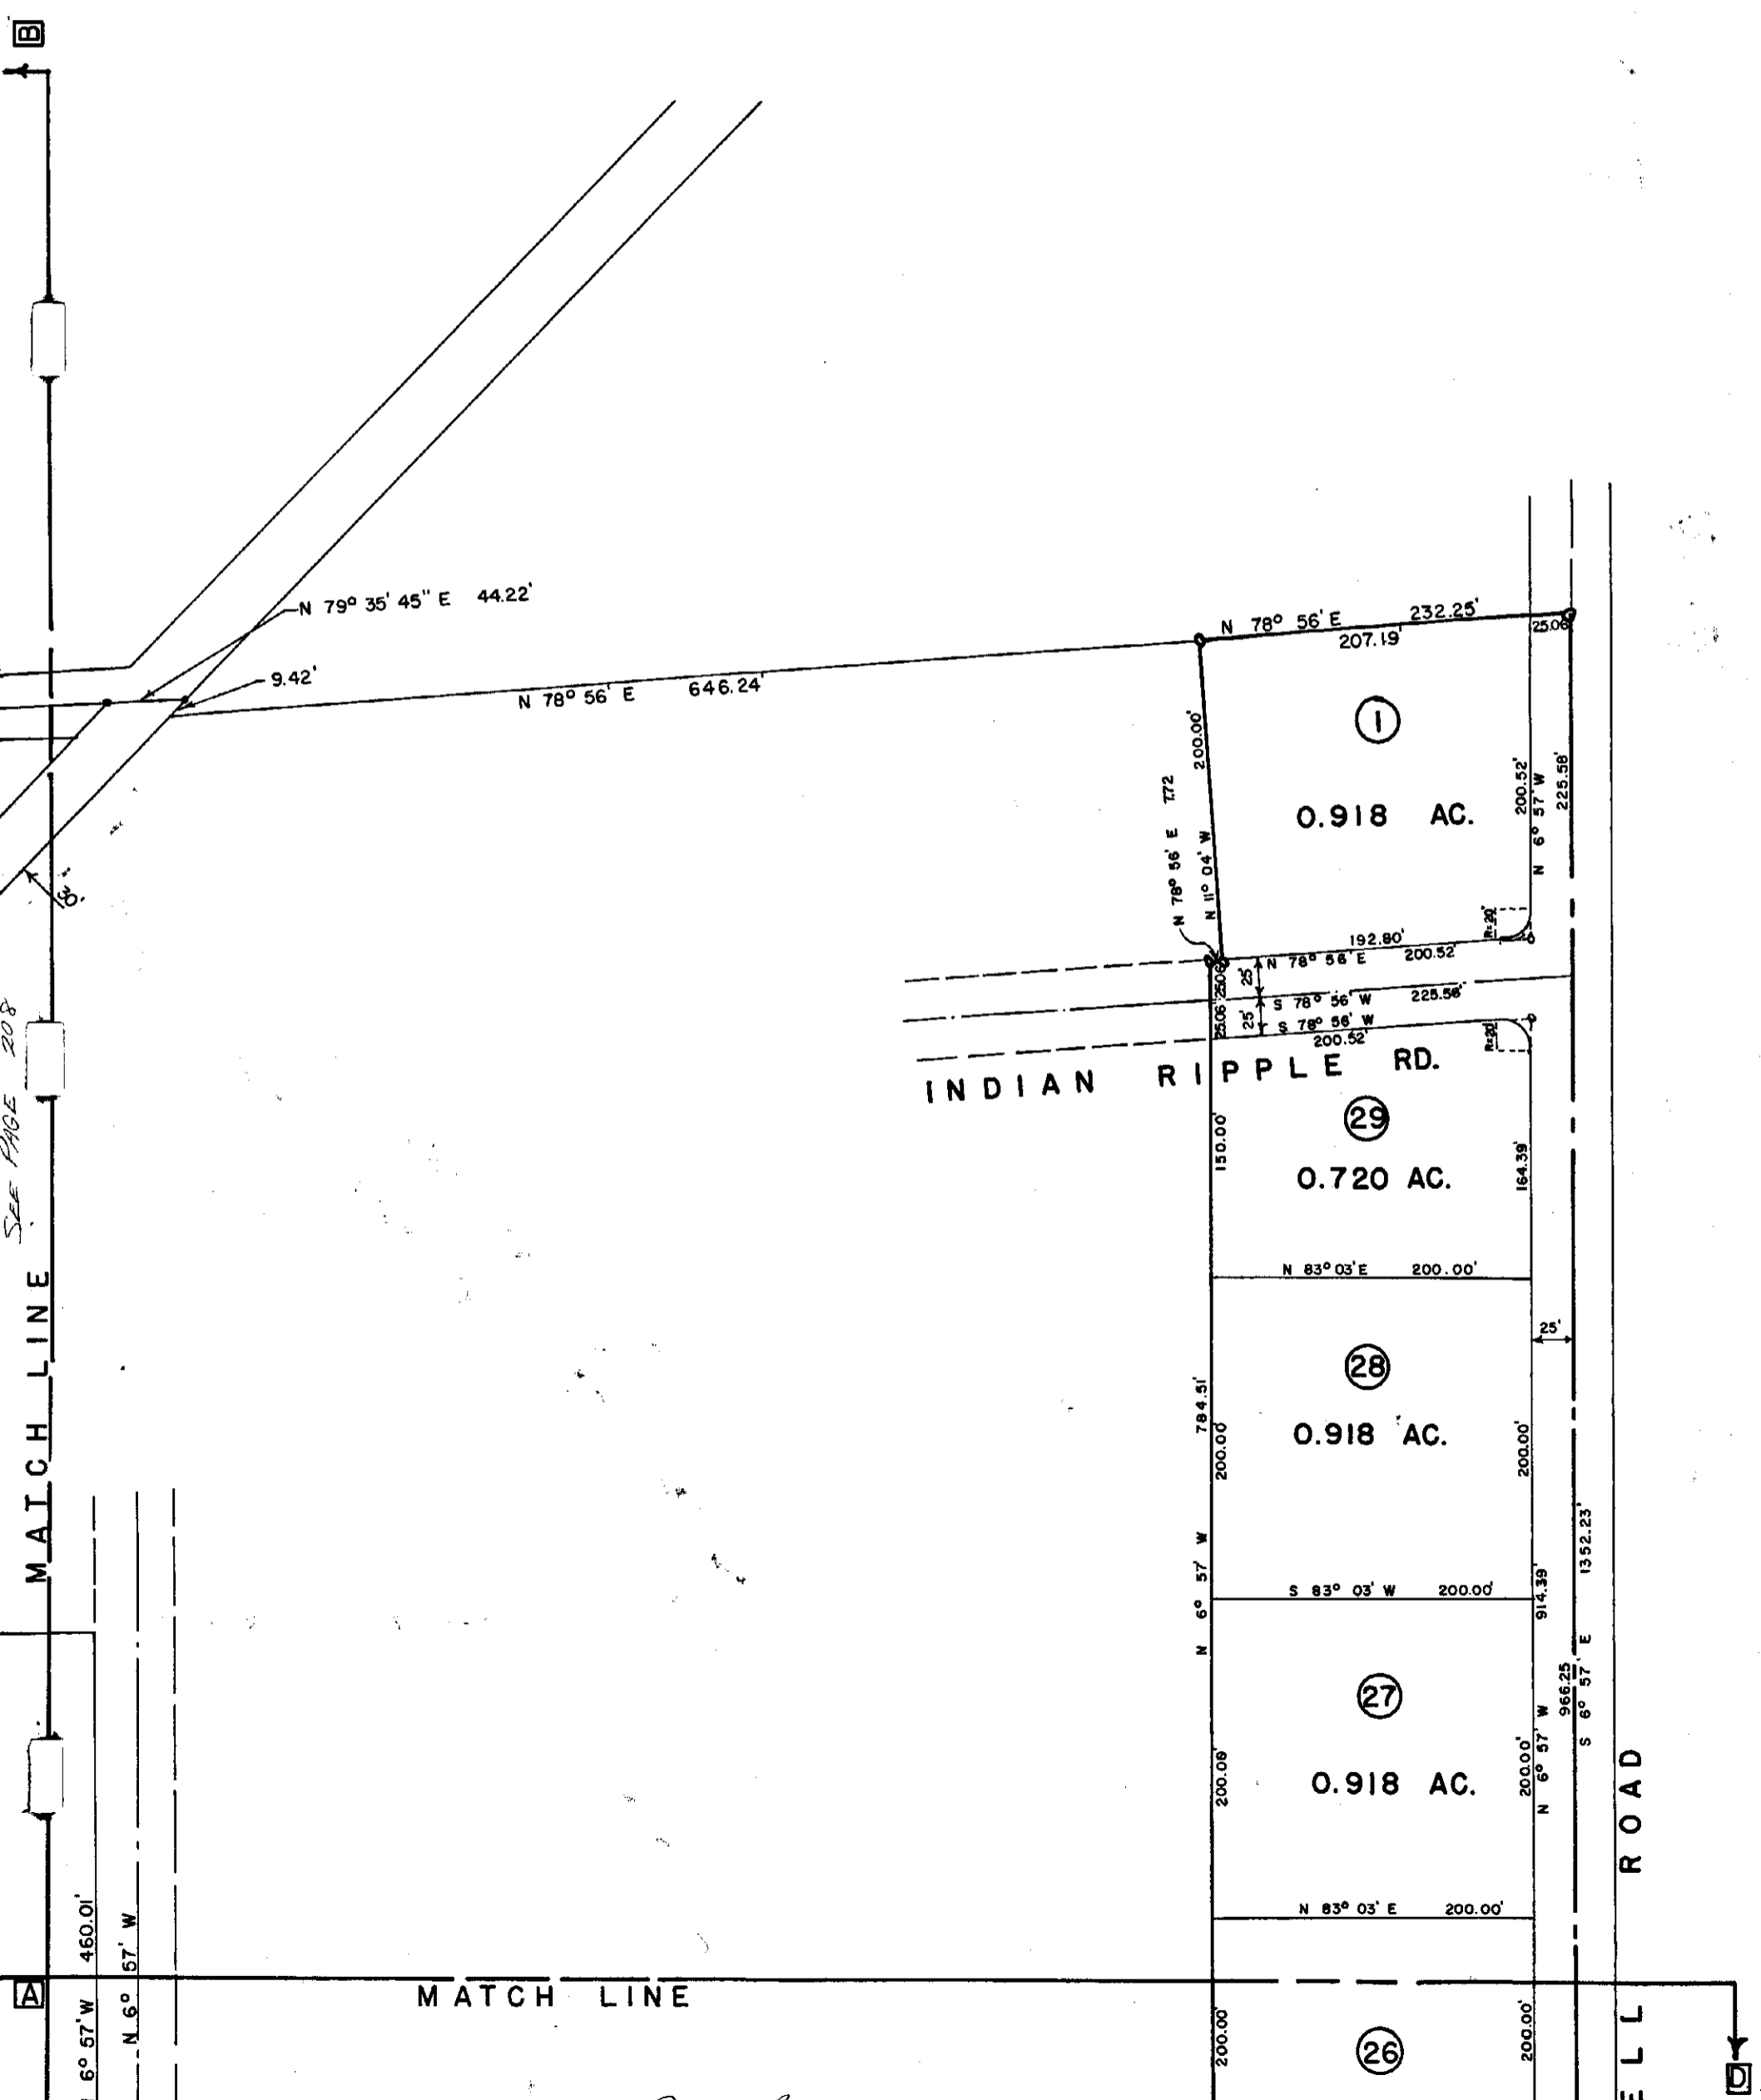 B
N 79° 35' 45" E 44.22'
9.42'
N 78° 56' E 646.24'
N 78° 56' E 232.25'
207.19'
25.06
1
0.918 AC.
200.00'
N 11° 04' W
N 78° 56' E 7.72
200.52'
N 6° 57' W
225.58'
R=20'
192.80'
N 78° 56' E 200.52'
25.06
25'
S 78° 56' W 225.56'
25.06'
25'
S 78° 56' W
200.52'
R=20'
INDIAN RIPPLE RD.
29
0.720 AC.
150.00'
164.39'
N 83° 03' E 200.00'
25'
SEE PAGE 208
MATCH LINE
28
0.918 AC.
784.51'
200.00'
200.00'
N 6° 57' W
S 83° 03' W 200.00'
914.39'
1352.23'
27
0.918 AC.
200.00'
200.00'
N 6° 57' W
966.25
S 6° 57' E
N 83° 03' E 200.00'
ROAD
460.01'
6° 57' W
N 6° 57' W
A
MATCH LINE
200.00'
26
200.00'
ELL
D